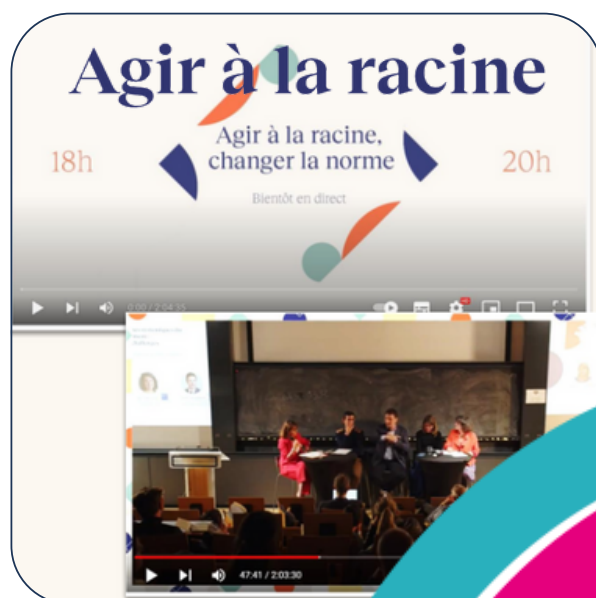 Agir à la racine
18h
Agir à la racine,
changer la norme
20h
Bientôt en direct
0:00 / 2:04:35
47:41 / 2:03:30